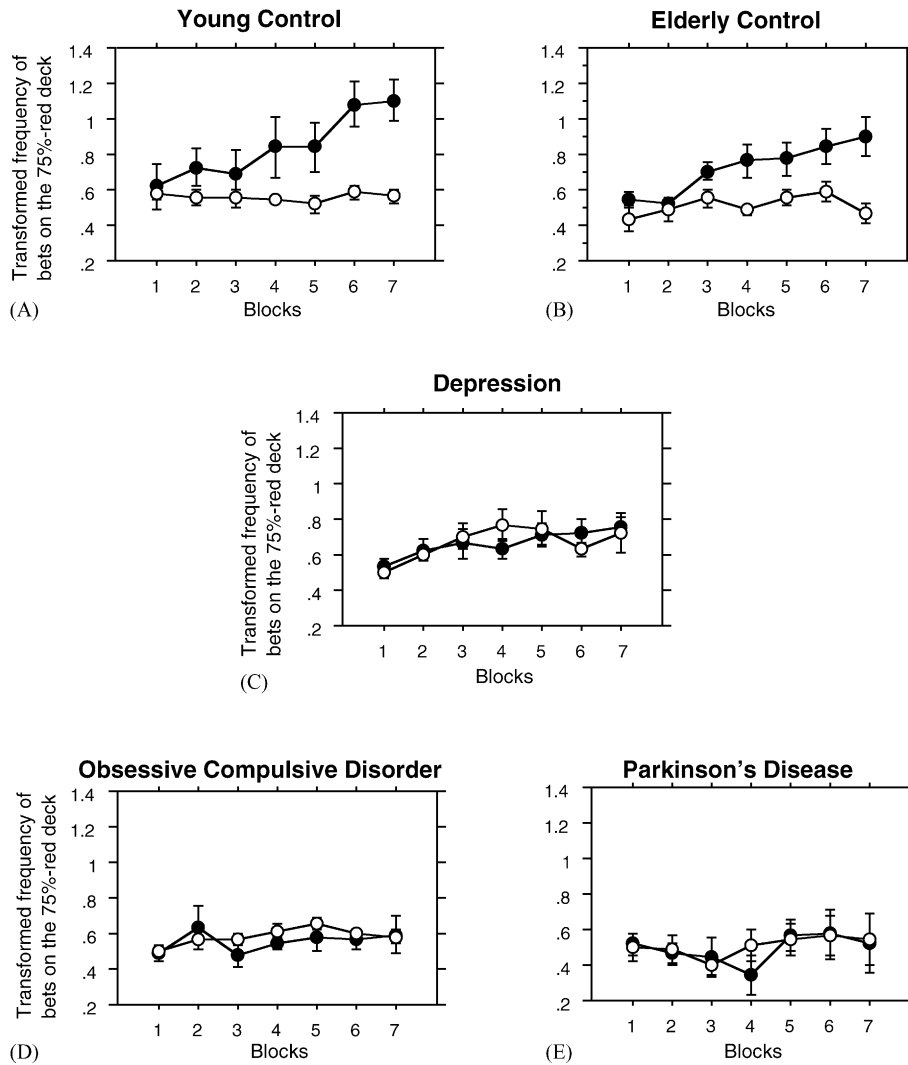 Young Control
Transformed frequency of
bets on the 75%-red deck
1.4
1.2
1
.8
.6
.4
.2
1 2 3 4 5 6 7
Blocks
(A)
Elderly Control
1.4
1.2
1
.8
.6
.4
.2
1 2 3 4 5 6 7
Blocks
(B)
Depression
Transformed frequency of
bets on the 75%-red deck
1.4
1.2
1
.8
.6
.4
.2
1 2 3 4 5 6 7
Blocks
(C)
Obsessive Compulsive Disorder
Transformed frequency of
bets on the 75%-red deck
1.4
1.2
1
.8
.6
.4
.2
1 2 3 4 5 6 7
Blocks
(D)
Parkinson's Disease
1.4
1.2
1
.8
.6
.4
.2
1 2 3 4 5 6 7
Blocks
(E)